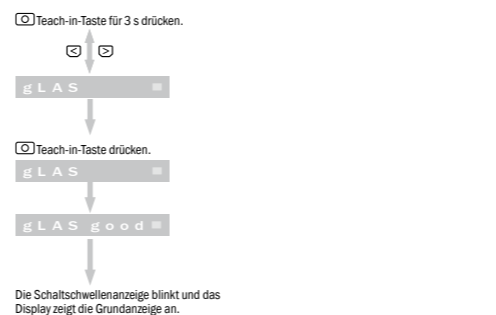 Teach-in-Taste für 3 s drücken.
gLAS
Teach-in-Taste drücken.
gLAS
gLAS good
Die Schaltschwellenanzeige blinkt und das
Display zeigt die Grundanzeige an.